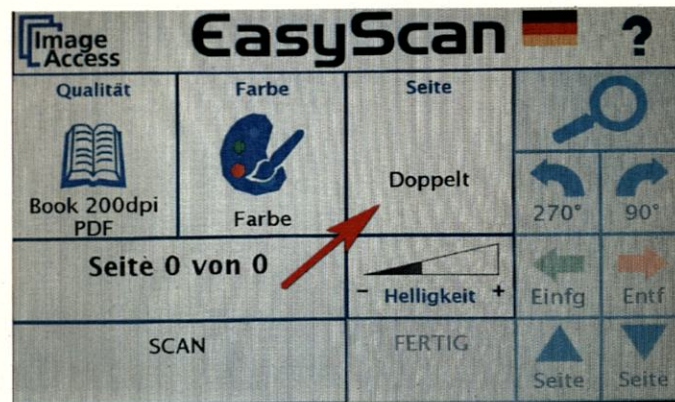 Image
Access
EasyScan
?
Qualität
Farbe
Seite
Book 200dpi
PDF
Farbe
Doppelt
270°
90°
Seite 0 von 0
- Helligkeit +
Einfg
Entf
SCAN
FERTIG
Seite
Seite